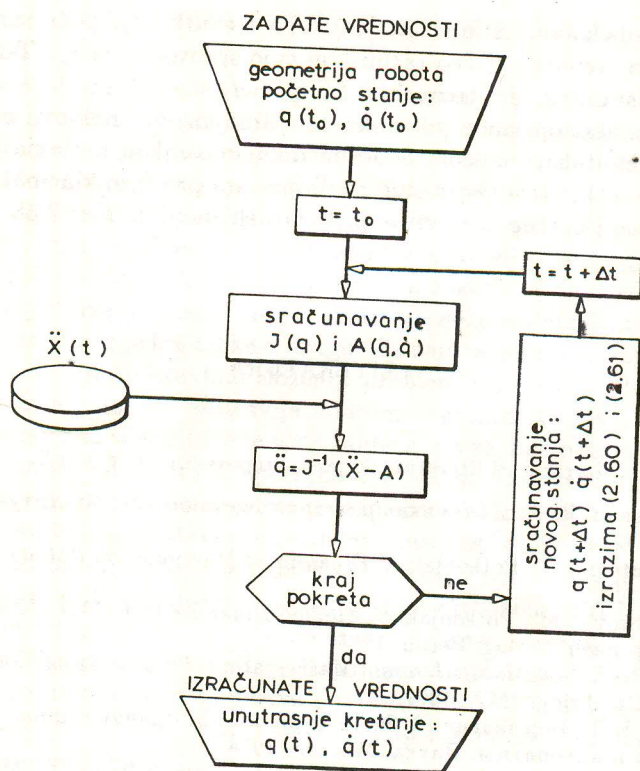 ZADATE VREDNOSTI
geometrija robota
početno stanje:
q(t₀), q̇(t₀)
t = t₀
t = t + Δt
sračunavanje
J(q) i A(q,q̇)
Ẍ(t)
q̈ = J⁻¹(Ẍ-A)
sračunavanje
novog stanja:
q(t+Δt) q̇(t+Δt)
izrazima (2.60) i (2.61)
kraj
pokreta
ne
da
IZRAČUNATE VREDNOSTI
unutrasnje kretanje:
q(t), q̇(t)